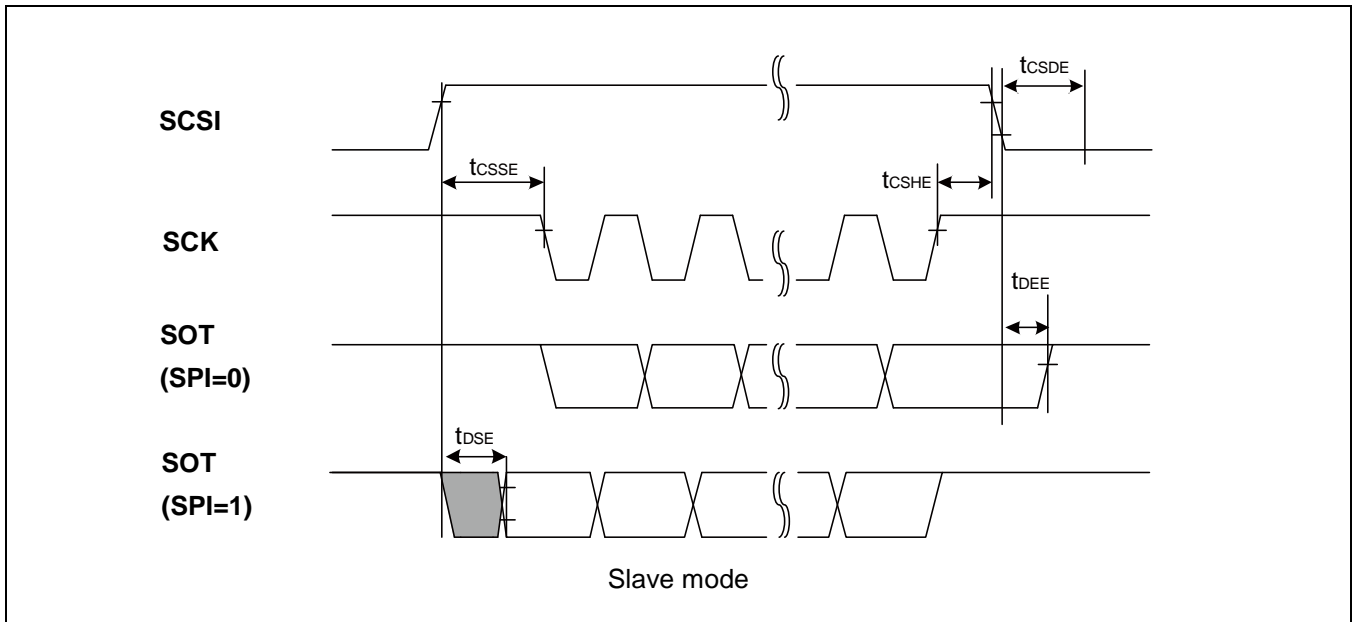 tCSDE
SCSI
tCSSE
tCSHE
SCK
tDEE
SOT
(SPI=0)
tDSE
SOT
(SPI=1)
Slave mode